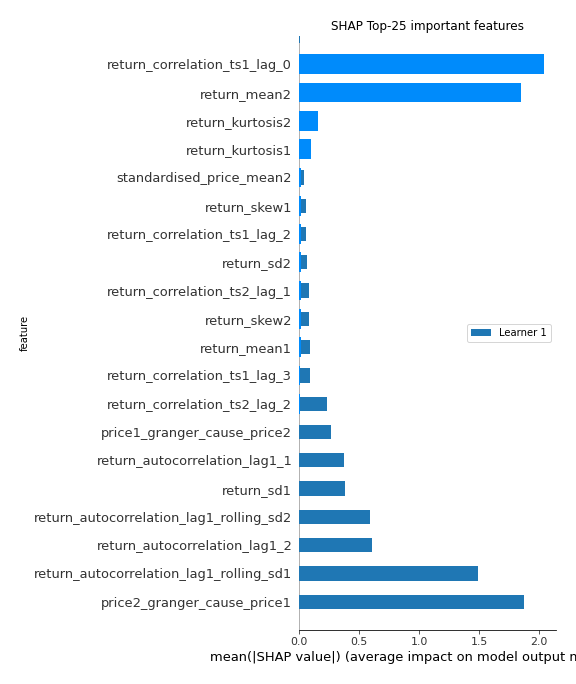 SHAP Top-25 important features
return_correlation_ts1_lag_0
return_mean2
return_kurtosis2
return_kurtosis1
standardised_price_mean2
return_skew1
return_correlation_ts1_lag_2
return_sd2
return_correlation_ts2_lag_1
return_skew2
return_mean1
return_correlation_ts1_lag_3
return_correlation_ts2_lag_2
price1_granger_cause_price2
return_autocorrelation_lag1_1
return_sd1
return_autocorrelation_lag1_rolling_sd2
return_autocorrelation_lag1_2
return_autocorrelation_lag1_rolling_sd1
price2_granger_cause_price1
feature
Learner 1
0.0 0.5 1.0 1.5 2.0
mean(|SHAP value|) (average impact on model output